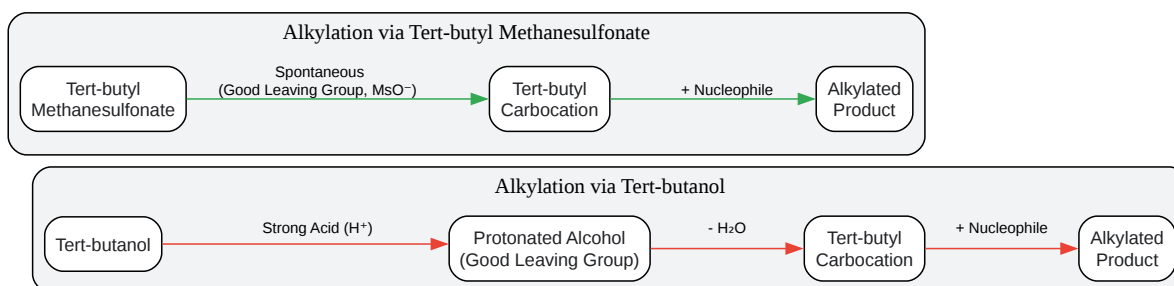 Alkylation via Tert-butyl Methanesulfonate
Tert-butyl
Methanesulfonate
Spontaneous
(Good Leaving Group, MsO⁻)
Tert-butyl
Carbocation
+ Nucleophile
Alkylated
Product
Alkylation via Tert-butanol
Tert-butanol
Strong Acid (H⁺)
Protonated Alcohol
(Good Leaving Group)
- H₂O
Tert-butyl
Carbocation
+ Nucleophile
Alkylated
Product